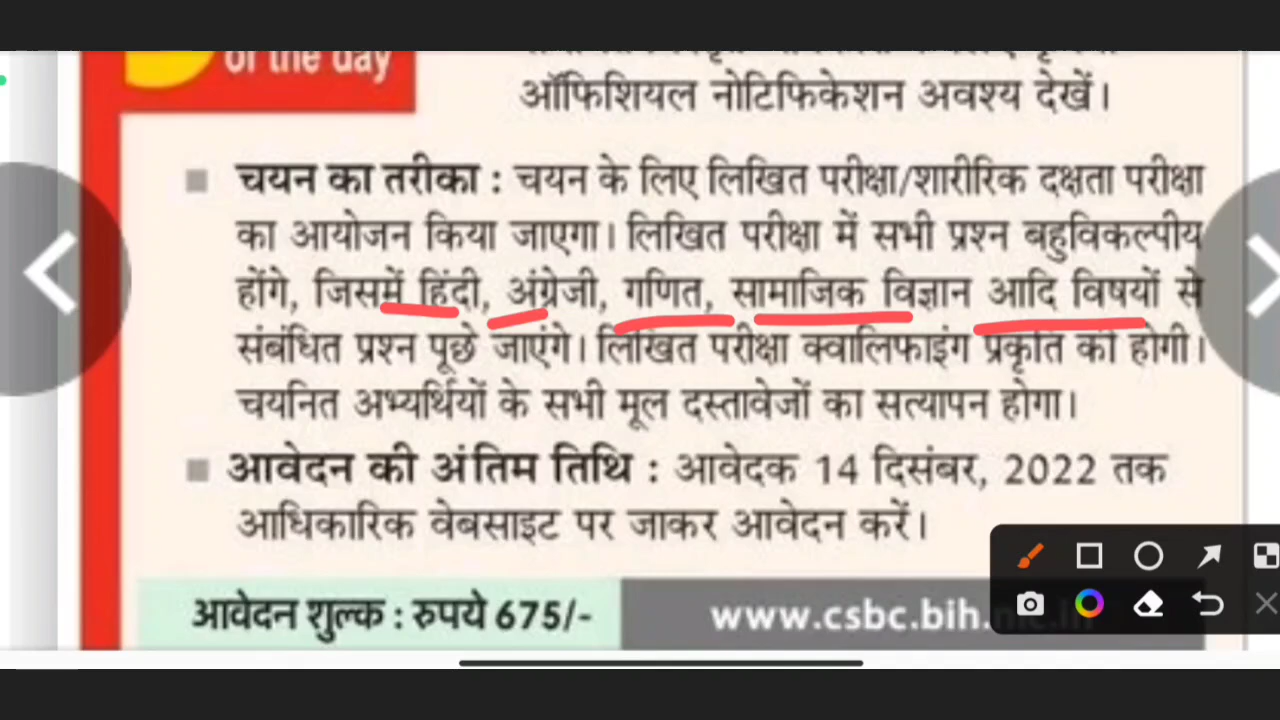 of the day
ऑफिशियल नोटिफिकेशन अवश्य देखें।
चयन का तरीका : चयन के लिए लिखित परीक्षा/शारीरिक दक्षता परीक्षा
का आयोजन किया जाएगा। लिखित परीक्षा में सभी प्रश्न बहुविकल्पीय
होंगे, जिसमें हिंदी, अंग्रेजी, गणित, सामाजिक विज्ञान आदि विषयों से
संबंधित प्रश्न पूछे जाएंगे। लिखित परीक्षा क्वालिफाइंग प्रकृति की होगी।
चयनित अभ्यर्थियों के सभी मूल दस्तावेजों का सत्यापन होगा।
आवेदन की अंतिम तिथि : आवेदक 14 दिसंबर, 2022 तक
आधिकारिक वेबसाइट पर जाकर आवेदन करें।
आवेदन शुल्क : रुपये 675/-
www.csbc.bih.nic.in